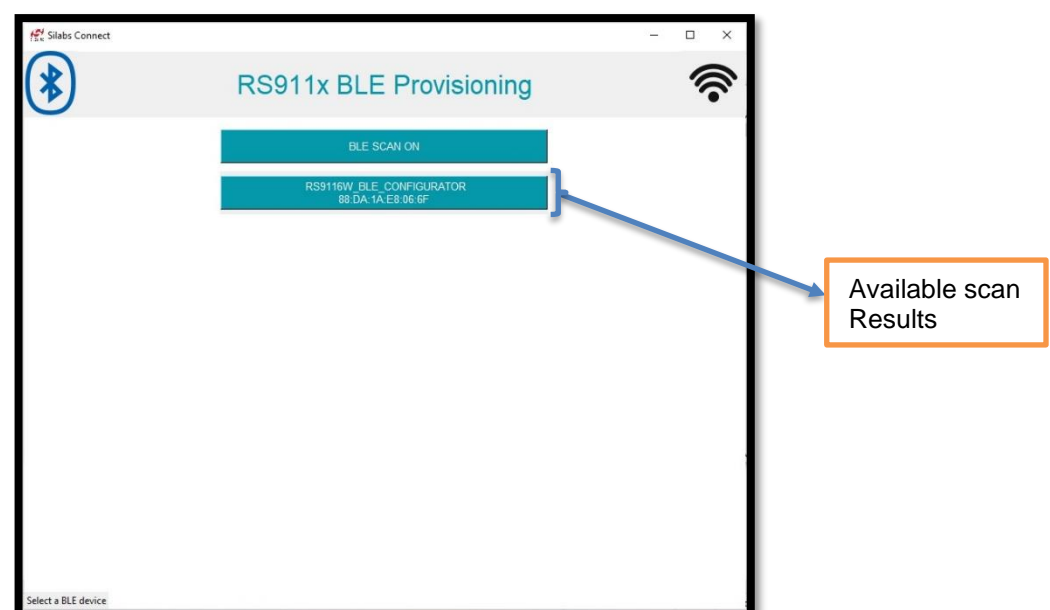 Silabs Connect
RS911x BLE Provisioning
BLE SCAN ON
RS9116W_BLE_CONFIGURATOR
88:DA:1A:E8:06:6F
Available scan
Results
Select a BLE device